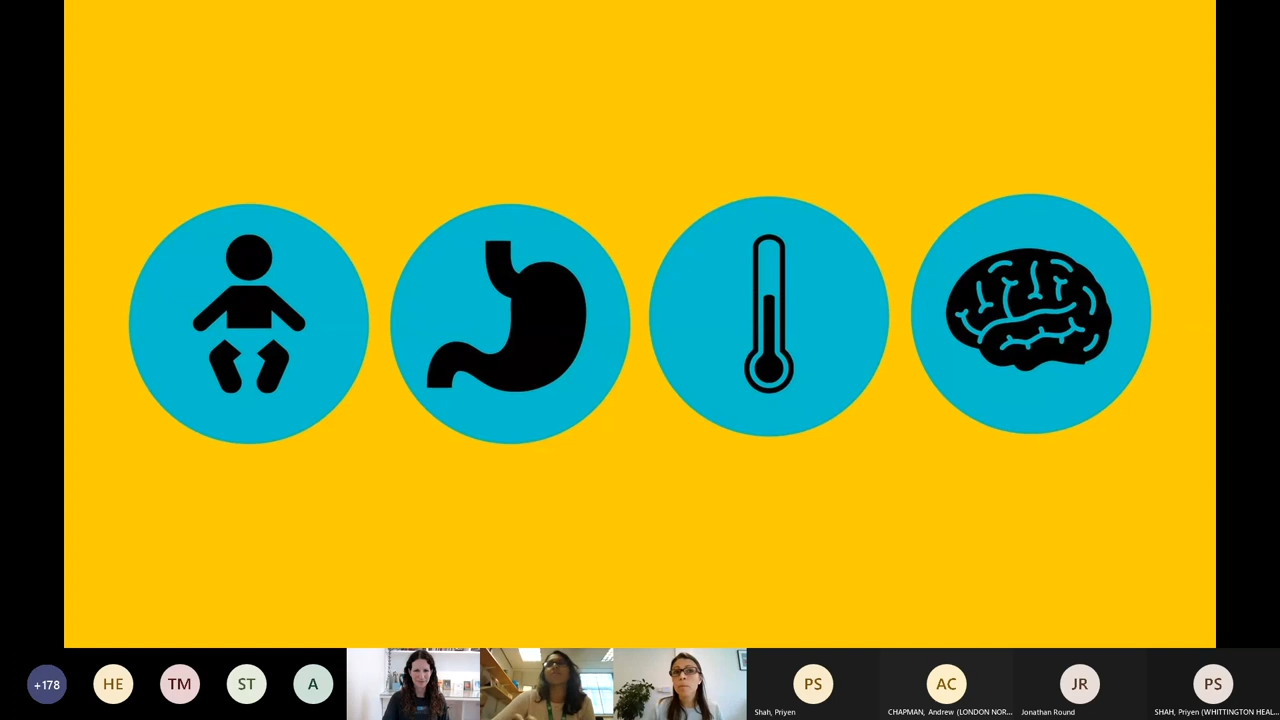 +178
HE
TM
ST
A
PS
Shah, Priyen
AC
CHAPMAN, Andrew (LONDON NOR...
JR
Jonathan Round
PS
SHAH, Priyen (WHITTINGTON HEAL...